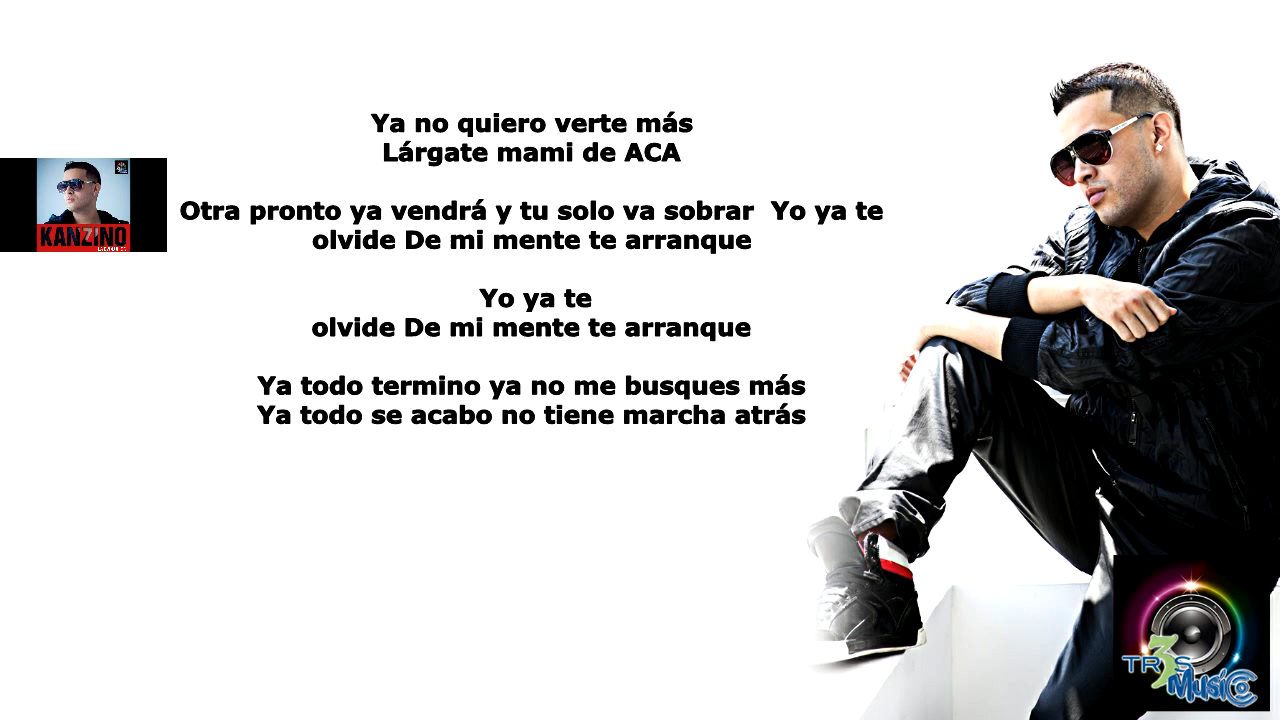 Ya no quiero verte más
Lárgate mami de ACA
Otra pronto ya vendrá y tu solo va sobrar  Yo ya te
olvide De mi mente te arranque
Yo ya te
olvide De mi mente te arranque
Ya todo termino ya no me busques más
Ya todo se acabo no tiene marcha atrás
KANZINO
TR3S
Music